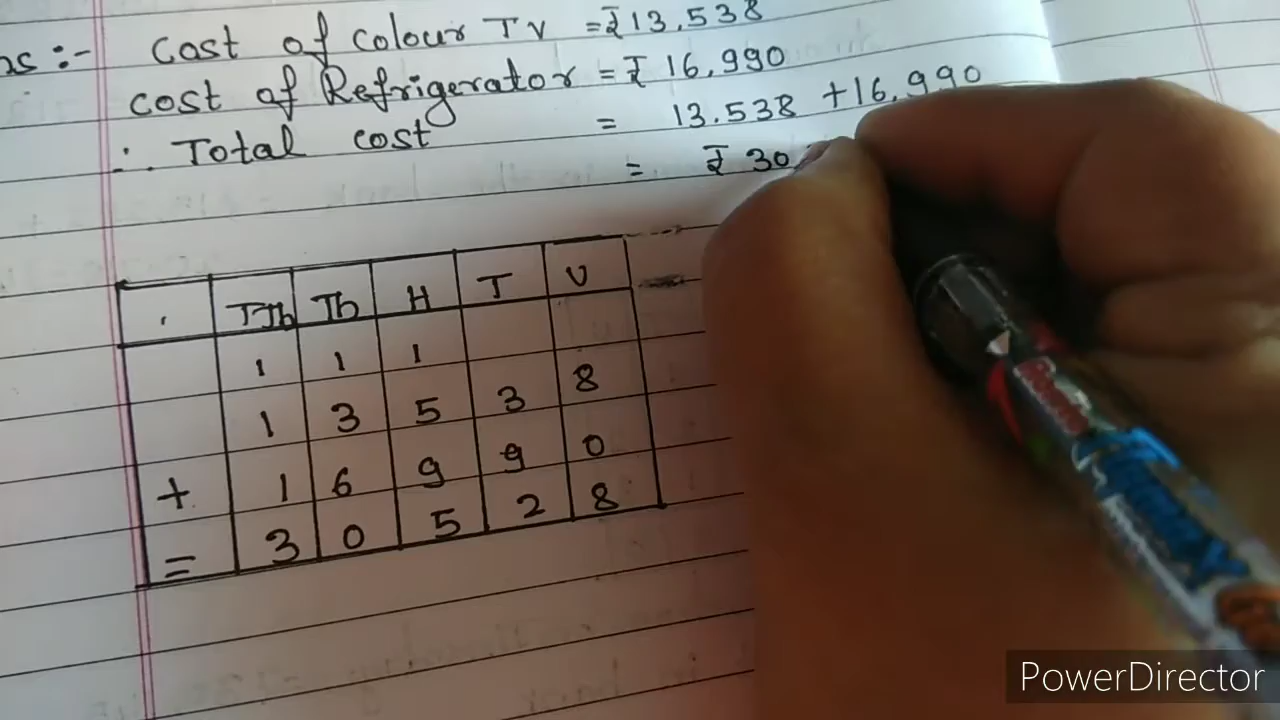 ns :- Cost of Colour TV = ₹ 13,538
Cost of Refrigerator = ₹ 16,990
∴ Total cost = 13,538 + 16,990
= ₹ 30,
TTh Th H T U
1 1 1
1 3 5 3 8
+ 1 6 9 9 0
= 3 0 5 2 8
PowerDirector